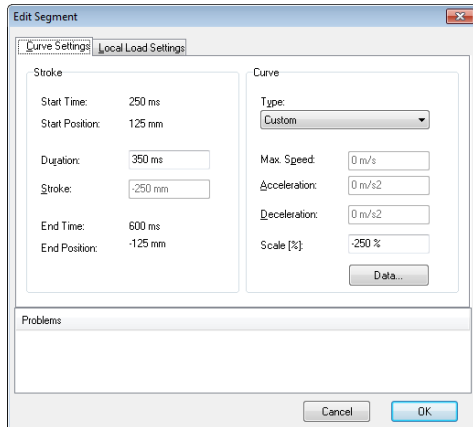 Edit Segment
Curve Settings
Local Load Settings
Stroke
Start Time: 250 ms
Start Position: 125 mm
Duration: 350 ms
Stroke: -250 mm
End Time: 600 ms
End Position: -125 mm
Curve
Type:
Custom
Max. Speed: 0 m/s
Acceleration: 0 m/s2
Deceleration: 0 m/s2
Scale [%]: -250 %
Data...
Problems
Cancel
OK